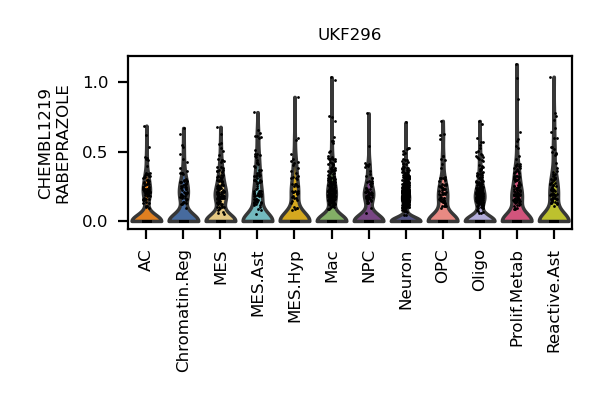 UKF296
CHEMBL1219
RABEPRAZOLE
1.0
0.5
0.0
AC
Chromatin.Reg
MES
MES.Ast
MES.Hyp
Mac
NPC
Neuron
OPC
Oligo
Prolif.Metab
Reactive.Ast